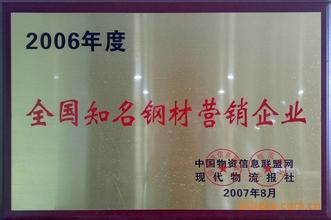 2006年度
全国知名钢材营销企业
中国物资信息联盟网
现代物流报社
2007年8月